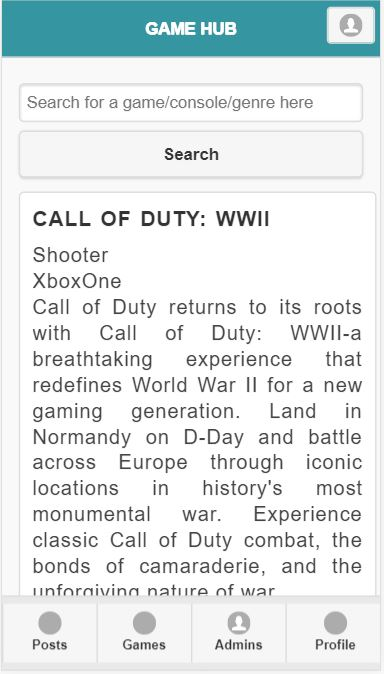 GAME HUB
Search for a game/console/genre here
Search
CALL OF DUTY: WWII
Shooter
XboxOne
Call of Duty returns to its roots
with Call of Duty: WWII-a
breathtaking experience that
redefines World War II for a new
gaming generation. Land in
Normandy on D-Day and battle
across Europe through iconic
locations in history's most
monumental war. Experience
classic Call of Duty combat, the
bonds of camaraderie, and the
unforgiving nature of war
Posts
Games
Admins
Profile